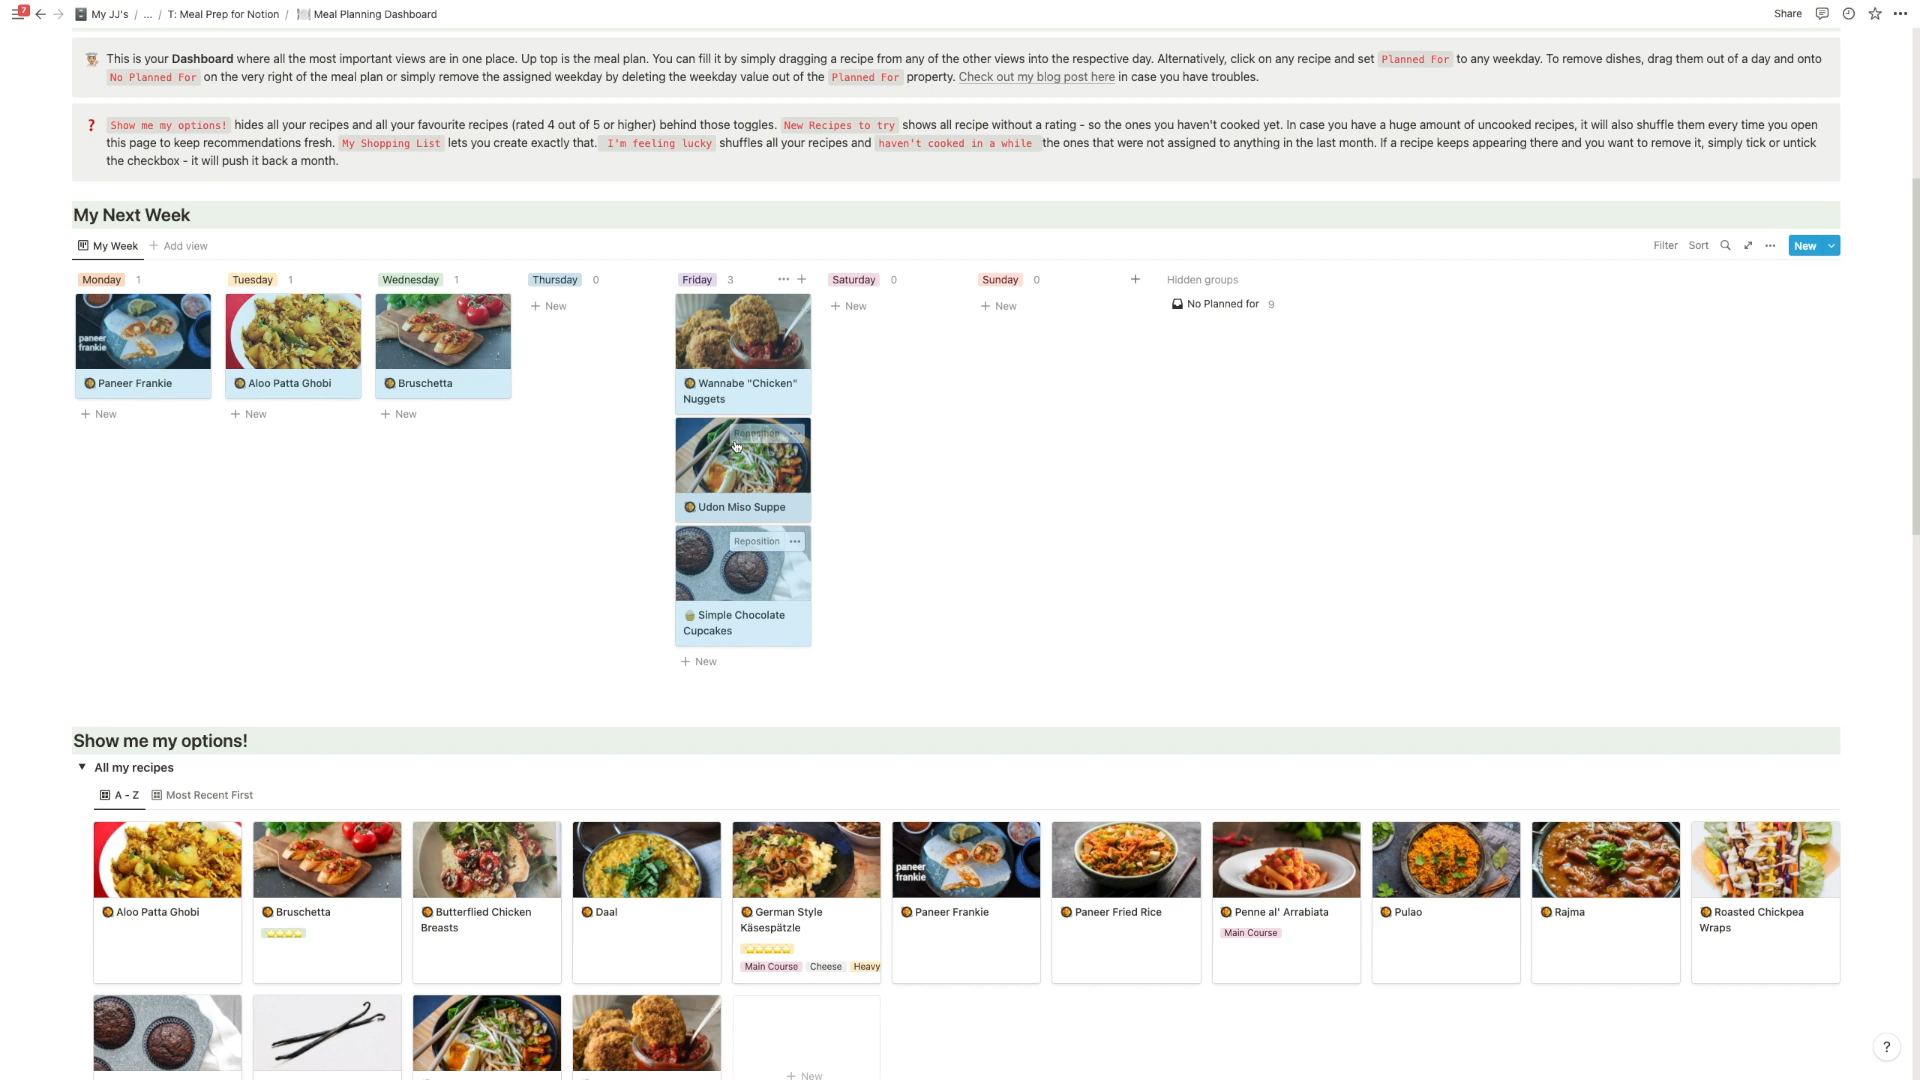 7
My JJ's / ... / T: Meal Prep for Notion / Meal Planning Dashboard
Share
This is your Dashboard where all the most important views are in one place. Up top is the meal plan. You can fill it by simply dragging a recipe from any of the other views into the respective day. Alternatively, click on any recipe and set Planned For to any weekday. To remove dishes, drag them out of a day and onto
No Planned For on the very right of the meal plan or simply remove the assigned weekday by deleting the weekday value out of the Planned For property. Check out my blog post here in case you have troubles.
? Show me my options! hides all your recipes and all your favourite recipes (rated 4 out of 5 or higher) behind those toggles. New Recipes to try shows all recipe without a rating - so the ones you haven't cooked yet. In case you have a huge amount of uncooked recipes, it will also shuffle them every time you open
this page to keep recommendations fresh. My Shopping List lets you create exactly that. I'm feeling lucky shuffles all your recipes and haven't cooked in a while the ones that were not assigned to anything in the last month. If a recipe keeps appearing there and you want to remove it, simply tick or untick
the checkbox - it will push it back a month.
My Next Week
My Week + Add view
Filter Sort ... New
Monday 1
Tuesday 1
Wednesday 1
Thursday 0
Friday 3 ... +
Saturday 0
Sunday 0
+
Hidden groups
No Planned for 9
paneer
frankie
Paneer Frankie
+ New
Aloo Patta Ghobi
+ New
Bruschetta
+ New
+ New
Wannabe "Chicken"
Nuggets
Reposition ...
Udon Miso Suppe
Reposition ...
Simple Chocolate
Cupcakes
+ New
+ New
+ New
Show me my options!
All my recipes
A - Z Most Recent First
Aloo Patta Ghobi
Bruschetta
Butterflied Chicken
Breasts
Daal
German Style
Käsespätzle
Main Course Cheese Heavy
paneer
frankie
Paneer Frankie
Paneer Fried Rice
Penne al' Arrabiata
Main Course
Pulao
Rajma
Roasted Chickpea
Wraps
+ New
?